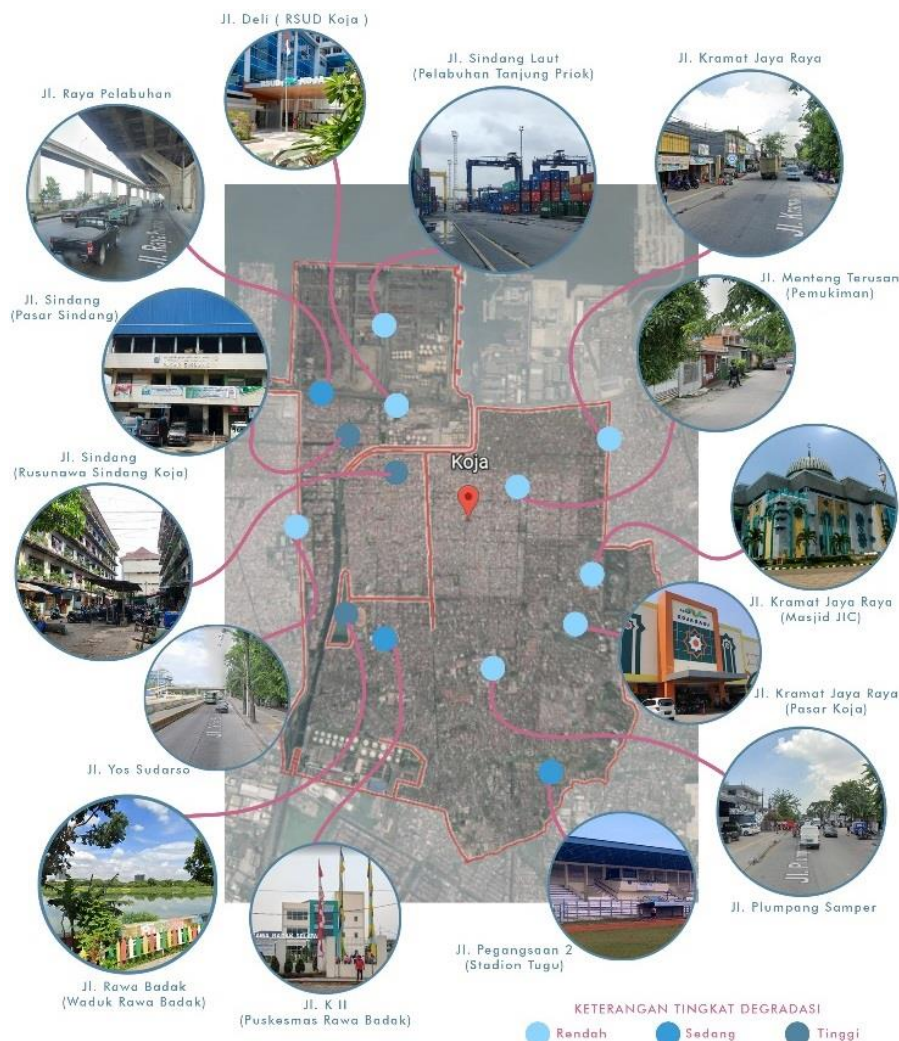 Jl. Deli ( RSUD Koja )
Jl. Sindang Laut
(Pelabuhan Tanjung Priok)
Jl. Kramat Jaya Raya
Jl. Raya Pelabuhan
Jl. Menteng Terusan
(Pemukiman)
Jl. Sindang
(Pasar Sindang)
Jl. Sindang
(Rusunawa Sindang Koja)
Koja
Jl. Kramat Jaya Raya
(Masjid JIC)
Jl. Kramat Jaya Raya
(Pasar Koja)
Jl. Yos Sudarso
Jl. Plumpang Samper
Jl. Rawa Badak
(Waduk Rawa Badak)
Jl. K II
(Puskesmas Rawa Badak)
Jl. Pegangsaan 2
(Stadion Tugu)
KETERANGAN TINGKAT DEGRADASI
Rendah
Sedang
Tinggi